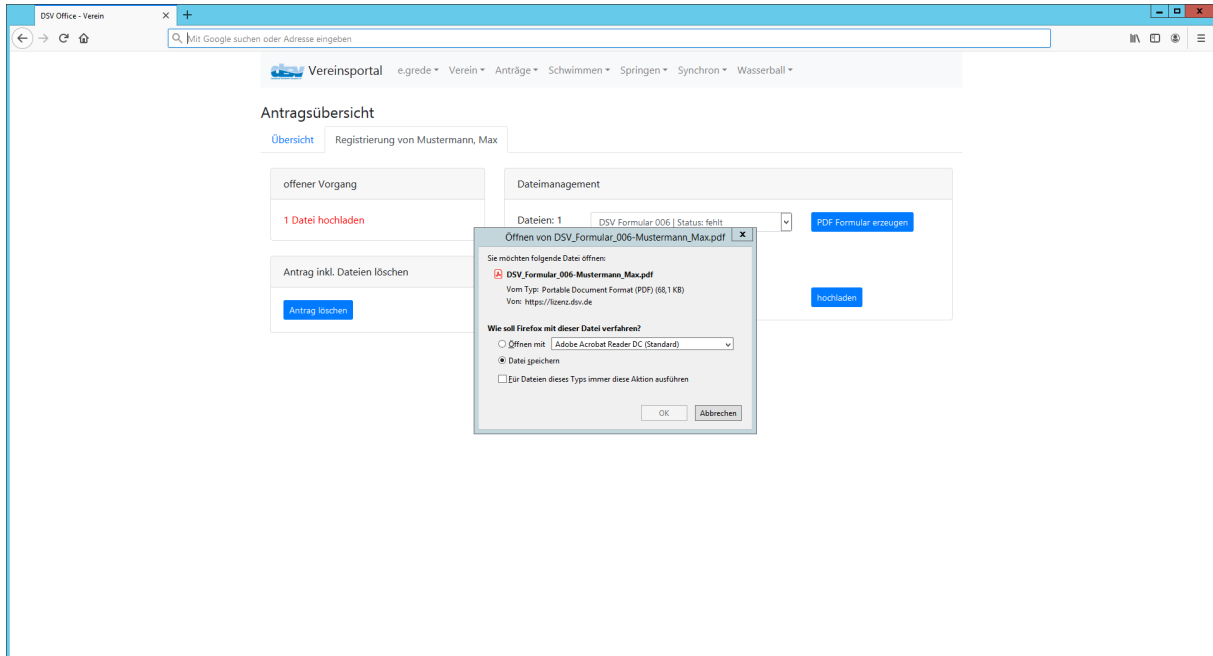 DSV Office - Verein
Mit Google suchen oder Adresse eingeben
dsv Vereinsportal e.grede Verein Anträge Schwimmen Springen Synchron Wasserball
Antragsübersicht
Übersicht Registrierung von Mustermann, Max
offener Vorgang Dateimanagement
1 Datei hochladen Dateien: 1 DSV Formular 006 | Status: fehlt PDF Formular erzeugen
Öffnen von DSV_Formular_006-Mustermann_Max.pdf
Sie möchten folgende Datei öffnen:
Antrag inkl. Dateien löschen DSV_Formular_006-Mustermann_Max.pdf
Vom Typ: Portable Document Format (PDF) (68,1 KB)
Von: https://lizenz.dsv.de hochladen
Antrag löschen
Wie soll Firefox mit dieser Datei verfahren?
Öffnen mit Adobe Acrobat Reader DC (Standard)
Datei speichern
Für Dateien dieses Typs immer diese Aktion ausführen
OK Abbrechen